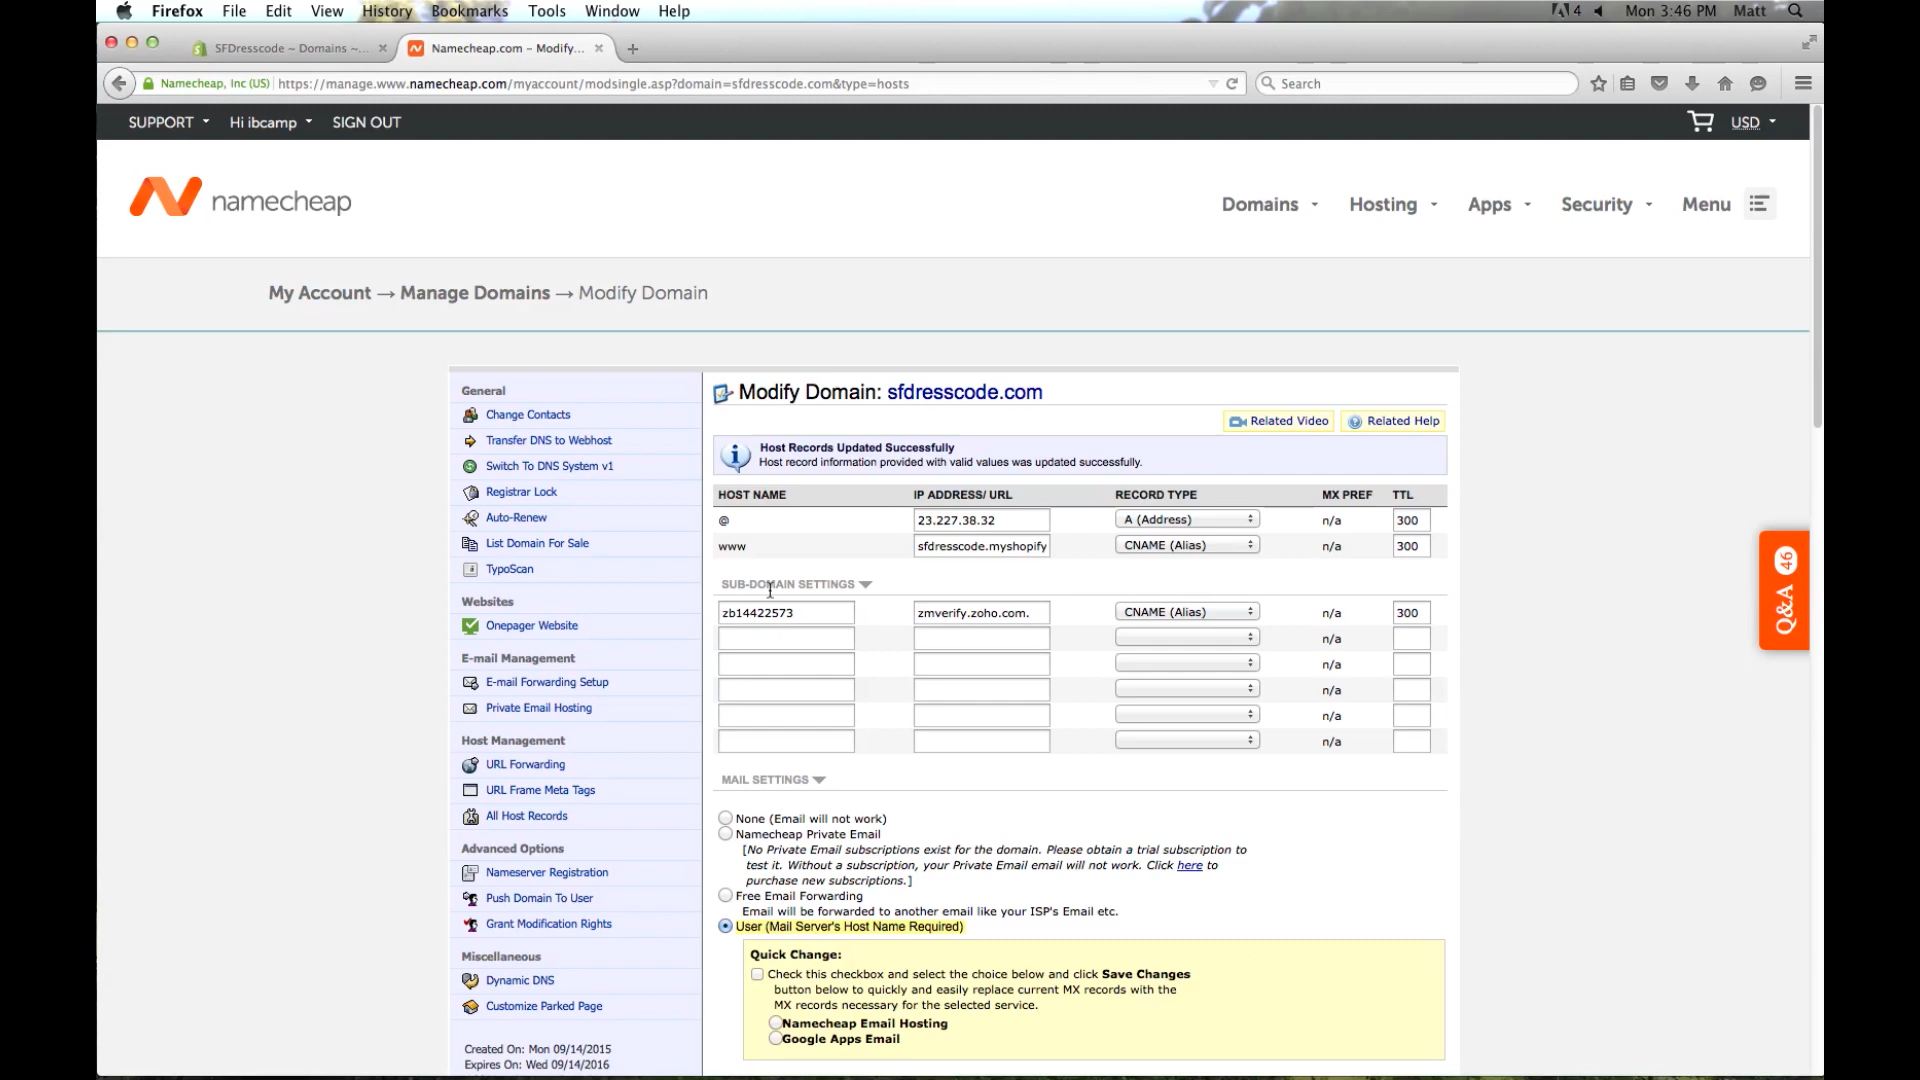 Firefox File Edit View History Bookmarks Tools Window Help 4 Mon 3:46 PM Matt
SFDresscode ~ Domains ~... Namecheap.com – Modify...
Namecheap, Inc (US) https://manage.www.namecheap.com/myaccount/modsingle.asp?domain=sfdresscode.com&type=hosts Search
SUPPORT Hi ibcamp SIGN OUT USD
namecheap Domains Hosting Apps Security Menu
My Account → Manage Domains → Modify Domain
General
Change Contacts
Transfer DNS to Webhost
Switch To DNS System v1
Registrar Lock
Auto-Renew
List Domain For Sale
TypoScan
Websites
Onepager Website
E-mail Management
E-mail Forwarding Setup
Private Email Hosting
Host Management
URL Forwarding
URL Frame Meta Tags
All Host Records
Advanced Options
Nameserver Registration
Push Domain To User
Grant Modification Rights
Miscellaneous
Dynamic DNS
Customize Parked Page
Created On: Mon 09/14/2015
Expires On: Wed 09/14/2016
Modify Domain: sfdresscode.com
Related Video Related Help
Host Records Updated Successfully
Host record information provided with valid values was updated successfully.
HOST NAME IP ADDRESS/ URL RECORD TYPE MX PREF TTL
@ 23.227.38.32 A (Address) n/a 300
www sfdresscode.myshopify CNAME (Alias) n/a 300
SUB-DOMAIN SETTINGS
zb14422573 zmverify.zoho.com. CNAME (Alias) n/a 300
n/a
n/a
n/a
n/a
n/a
MAIL SETTINGS
None (Email will not work)
Namecheap Private Email
[No Private Email subscriptions exist for the domain. Please obtain a trial subscription to
test it. Without a subscription, your Private Email email will not work. Click here to
purchase new subscriptions.]
Free Email Forwarding
Email will be forwarded to another email like your ISP's Email etc.
User (Mail Server's Host Name Required)
Quick Change:
Check this checkbox and select the choice below and click Save Changes
button below to quickly and easily replace current MX records with the
MX records necessary for the selected service.
Namecheap Email Hosting
Google Apps Email
Q&A 46